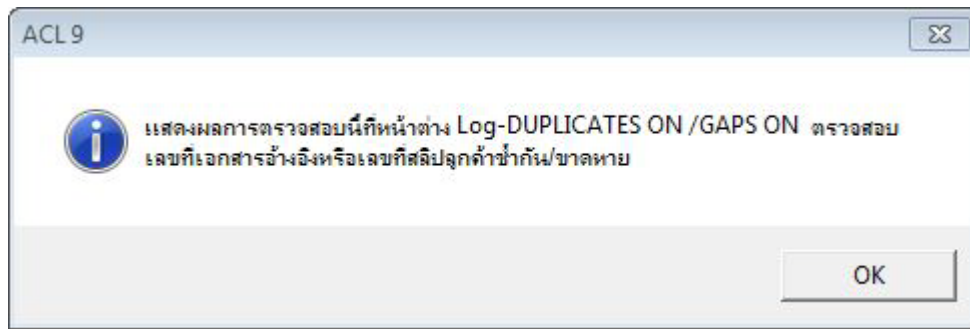 ACL 9
แสดงผลการตรวจสอบนี้ที่หน้าต่าง Log-DUPLICATES ON /GAPS ON ตรวจสอบ
เลขที่เอกสารอ้างอิงหรือเลขที่สลิปลูกค้าซ้ำกัน/ขาดหาย
OK